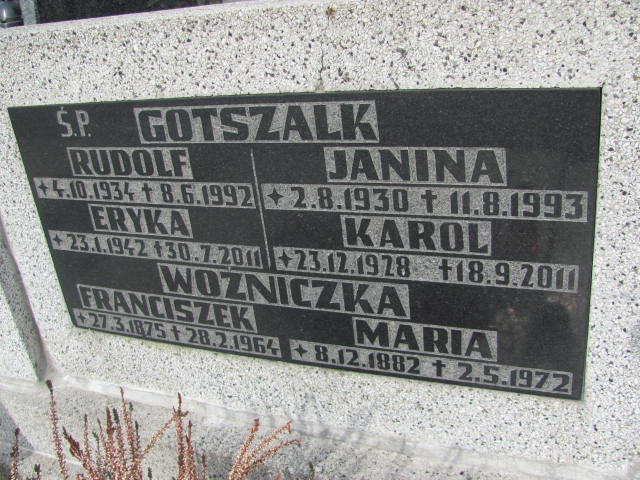 Ś.P. GOTSZALK
RUDOLF JANINA
✦ 4.10.1934 ✝ 8.6.1992 ✦ 2.8.1930 ✝ 11.8.1993
ERYKA KAROL
✦ 23.1.1942 ✝ 30.7.2011 ✦ 23.12.1928 ✝ 18.9.2011
WOŹNICZKA
FRANCISZEK MARIA
✦ 27.3.1875 ✝ 28.2.1964 ✦ 8.12.1882 ✝ 2.5.1972